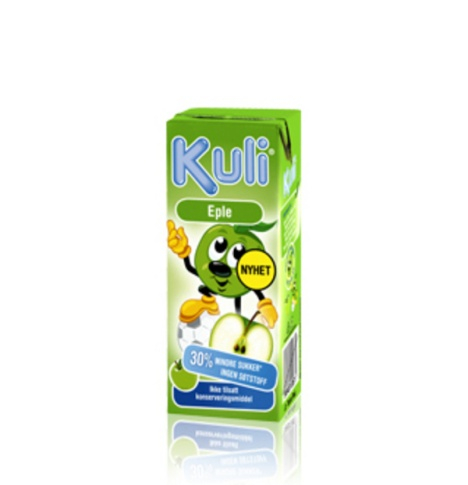 Kuli®
Eple
NYHET
30% MINDRE SUKKER*
INGEN SØTSTOFF
Ikke tilsatt
konserveringsmiddel